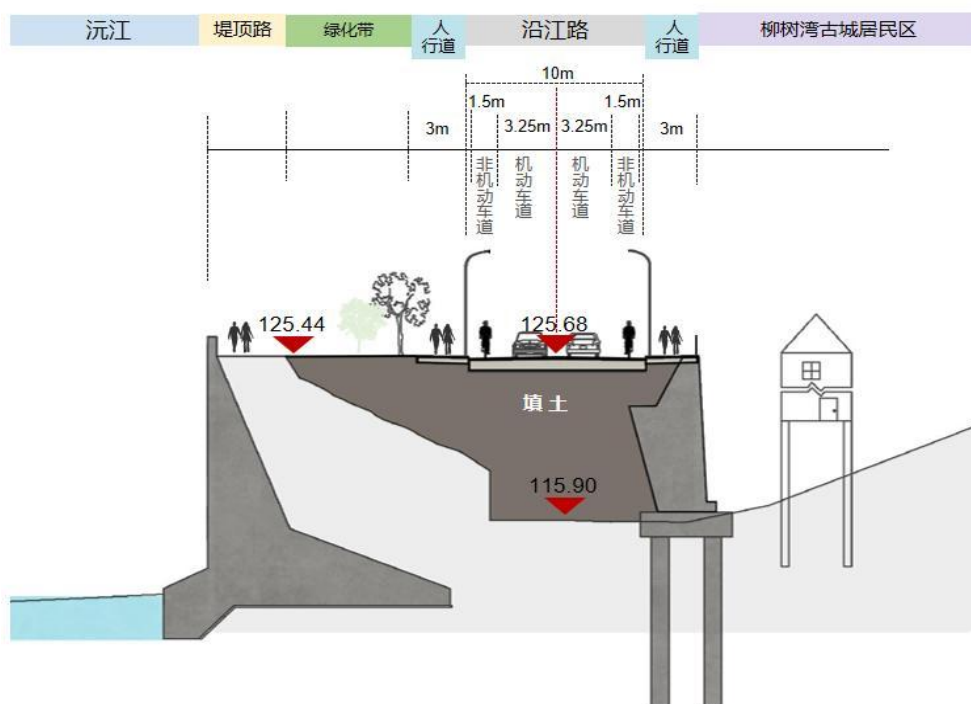 沅江
堤顶路
绿化带
人
行道
沿江路
人
行道
柳树湾古城居民区
10m
1.5m
1.5m
3m
3.25m
3.25m
3m
非机动车道
机动车道
机动车道
非机动车道
125.44
125.68
填土
115.90